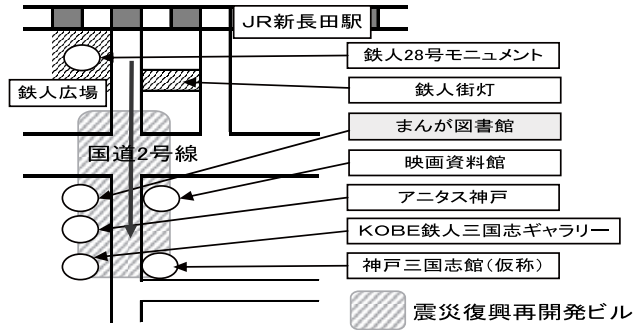 JR新長田駅
鉄人28号モニュメント
鉄人広場
鉄人街灯
まんが図書館
国道2号線
映画資料館
アニタス神戸
KOBE鉄人三国志ギャラリー
神戸三国志館(仮称)
震災復興再開発ビル